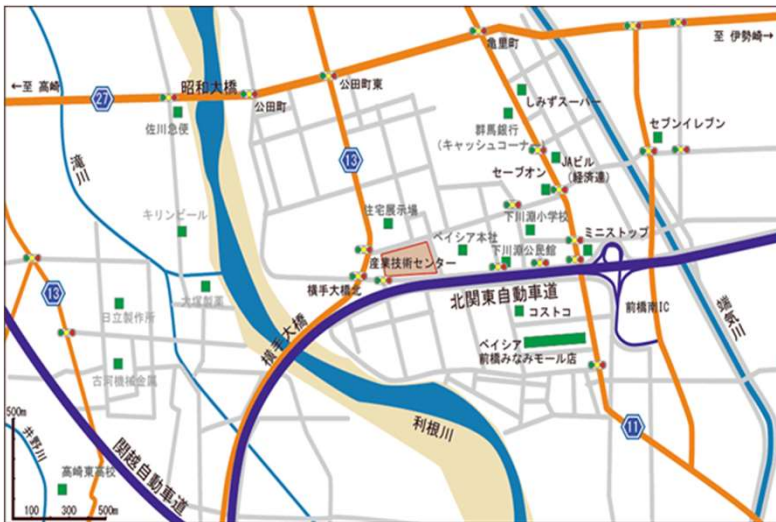 至 伊勢崎→
亀里町
←至 高崎
27
昭和大橋
公田町
公田町東
佐川急便
しみずスーパー
群馬銀行
(キャッシュコーナー)
セブンイレブン
滝川
13
JAビル
(経済連)
セーブオン
キリンビール
住宅展示場
下川淵小学校
ベイシア本社
ミニストップ
下川淵公民館
産業技術センター
横手大橋北
13
大塚製薬
日立製作所
北関東自動車道
前橋南IC
端気川
コストコ
横手大橋
ベイシア
前橋みなみモール店
古河機械金属
500m
利根川
11
井野川
関越自動車道
高崎東高校
100
300
500m